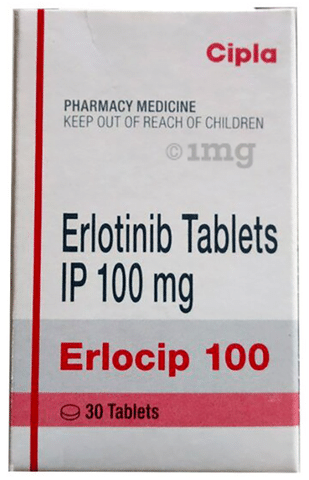 Cipla
PHARMACY MEDICINE
KEEP OUT OF REACH OF CHILDREN
©1mg
Erlotinib Tablets
IP 100 mg
Erlocip 100
30 Tablets